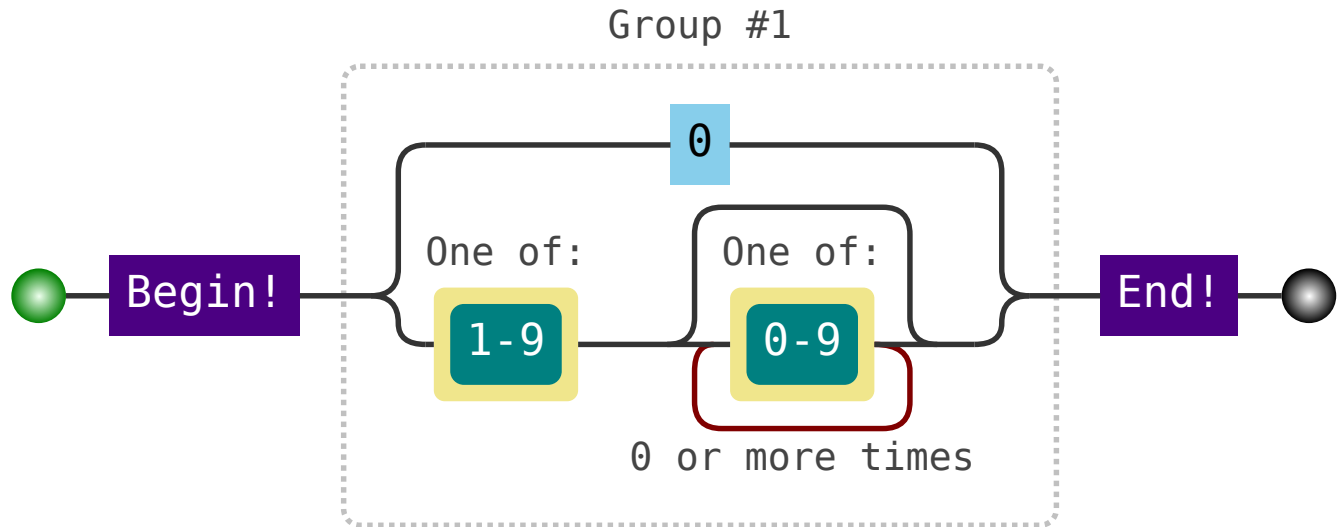 Group #1
0
Begin!
One of:
1-9
One of:
0-9
0 or more times
End!